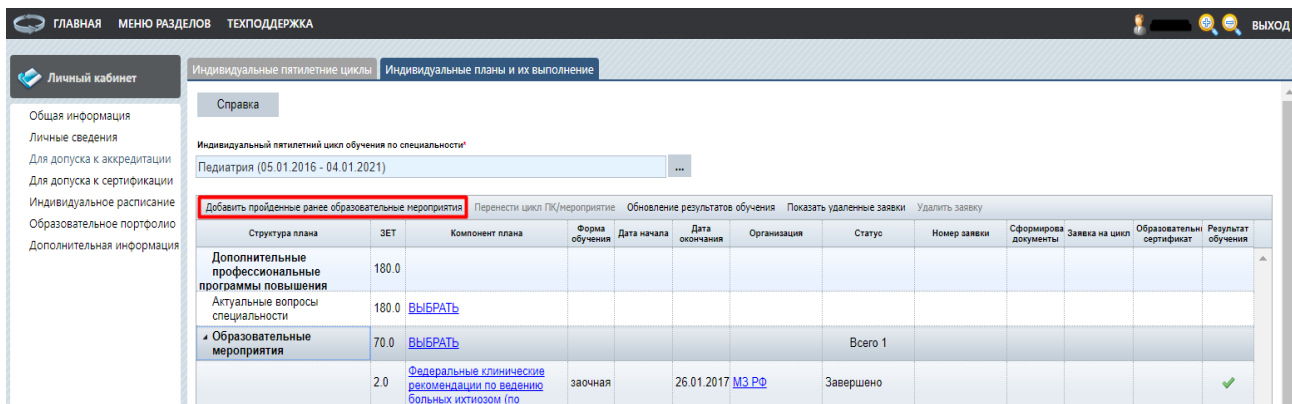 ГЛАВНАЯ МЕНЮ РАЗДЕЛОВ ТЕХПОДДЕРЖКА ВЫХОД
Личный кабинет
Общая информация
Личные сведения
Для допуска к аккредитации
Для допуска к сертификации
Индивидуальное расписание
Образовательное портфолио
Дополнительная информация
Индивидуальные пятилетние циклы Индивидуальные планы и их выполнение
Справка
Индивидуальный пятилетний цикл обучения по специальности*
Педиатрия (05.01.2016 - 04.01.2021) ...
Добавить пройденные ранее образовательные мероприятия Перенести цикл ПК/мероприятие Обновление результатов обучения Показать удаленные заявки Удалить заявку
Структура плана ЗЕТ Компонент плана Форма обучения Дата начала Дата окончания Организация Статус Номер заявки Сформирова документы Заявка на цикл Образовательн сертификат Результат обучения
Дополнительные
профессиональные 180.0
программы повышения
Актуальные вопросы
специальности 180.0 ВЫБРАТЬ
Образовательные
мероприятия 70.0 ВЫБРАТЬ Всего 1
Федеральные клинические
2.0 рекомендации по ведению заочная 26.01.2017 МЗ РФ Завершено
больных ихтиозом (по